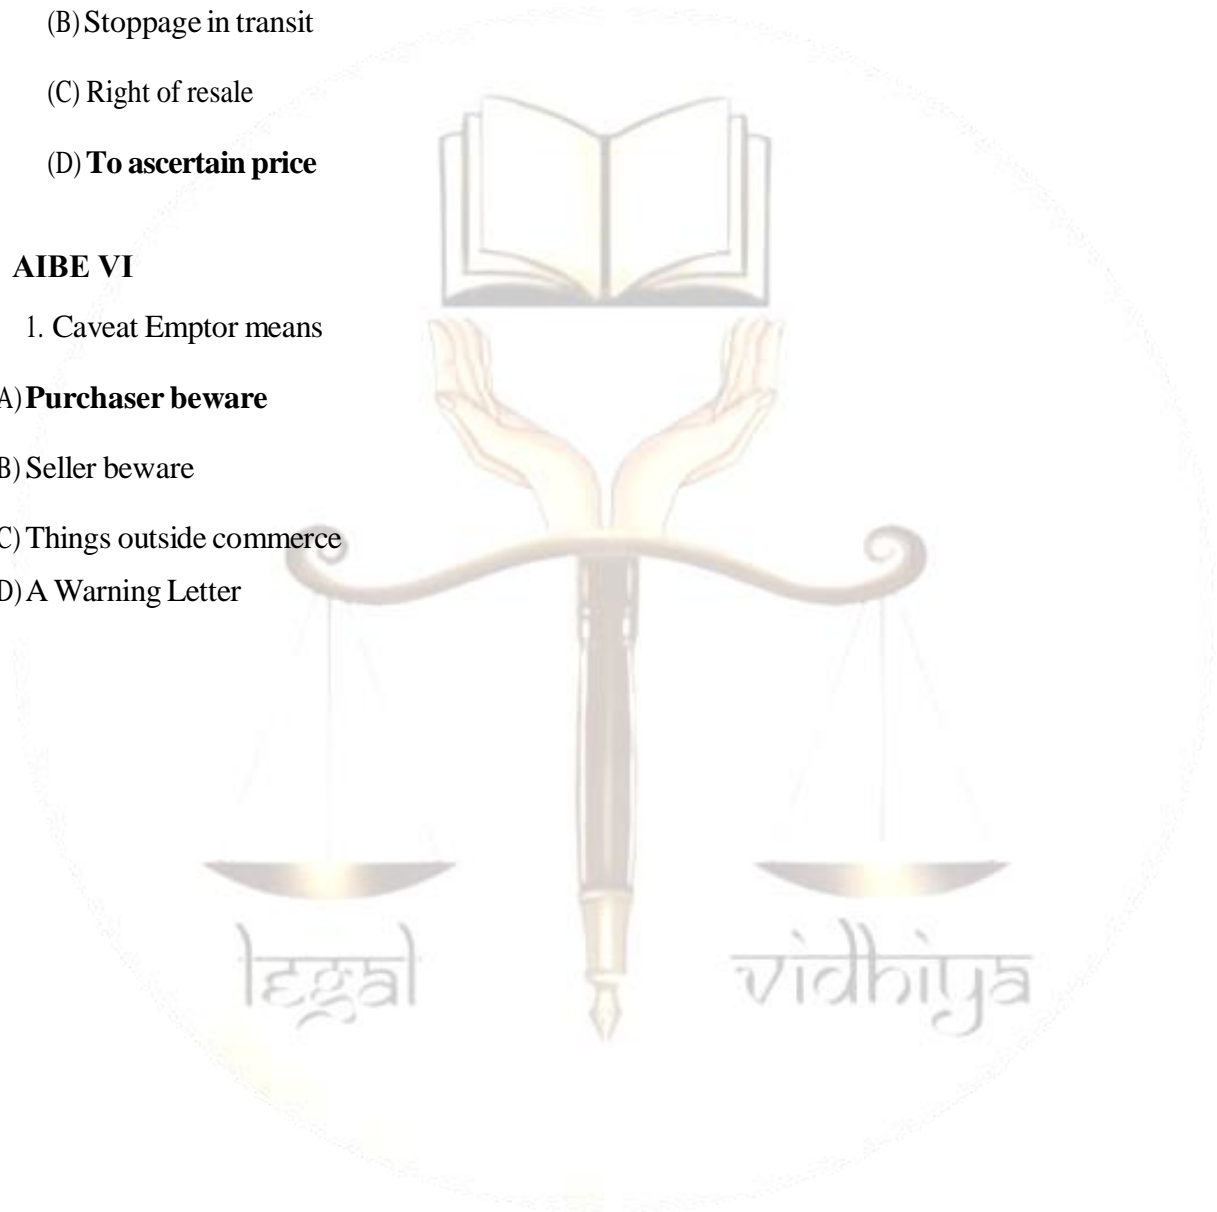 (B) Stoppage in transit
(C) Right of resale
(D) To ascertain price
AIBE VI
1. Caveat Emptor means
A) Purchaser beware
B) Seller beware
C) Things outside commerce
D) A Warning Letter
legal vidhiya